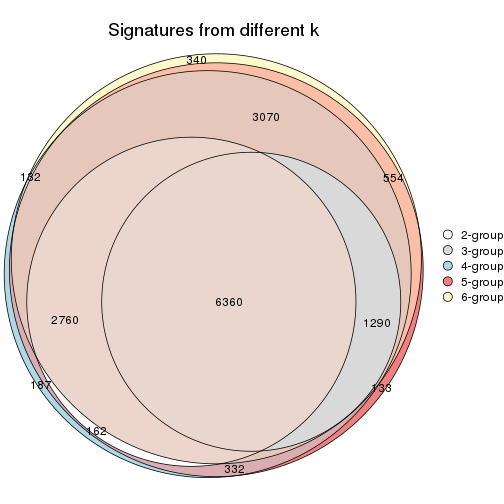 Signatures from different k
340
3070
132
554
2-group
3-group
4-group
5-group
6-group
6360
2760
1290
187
133
162
332